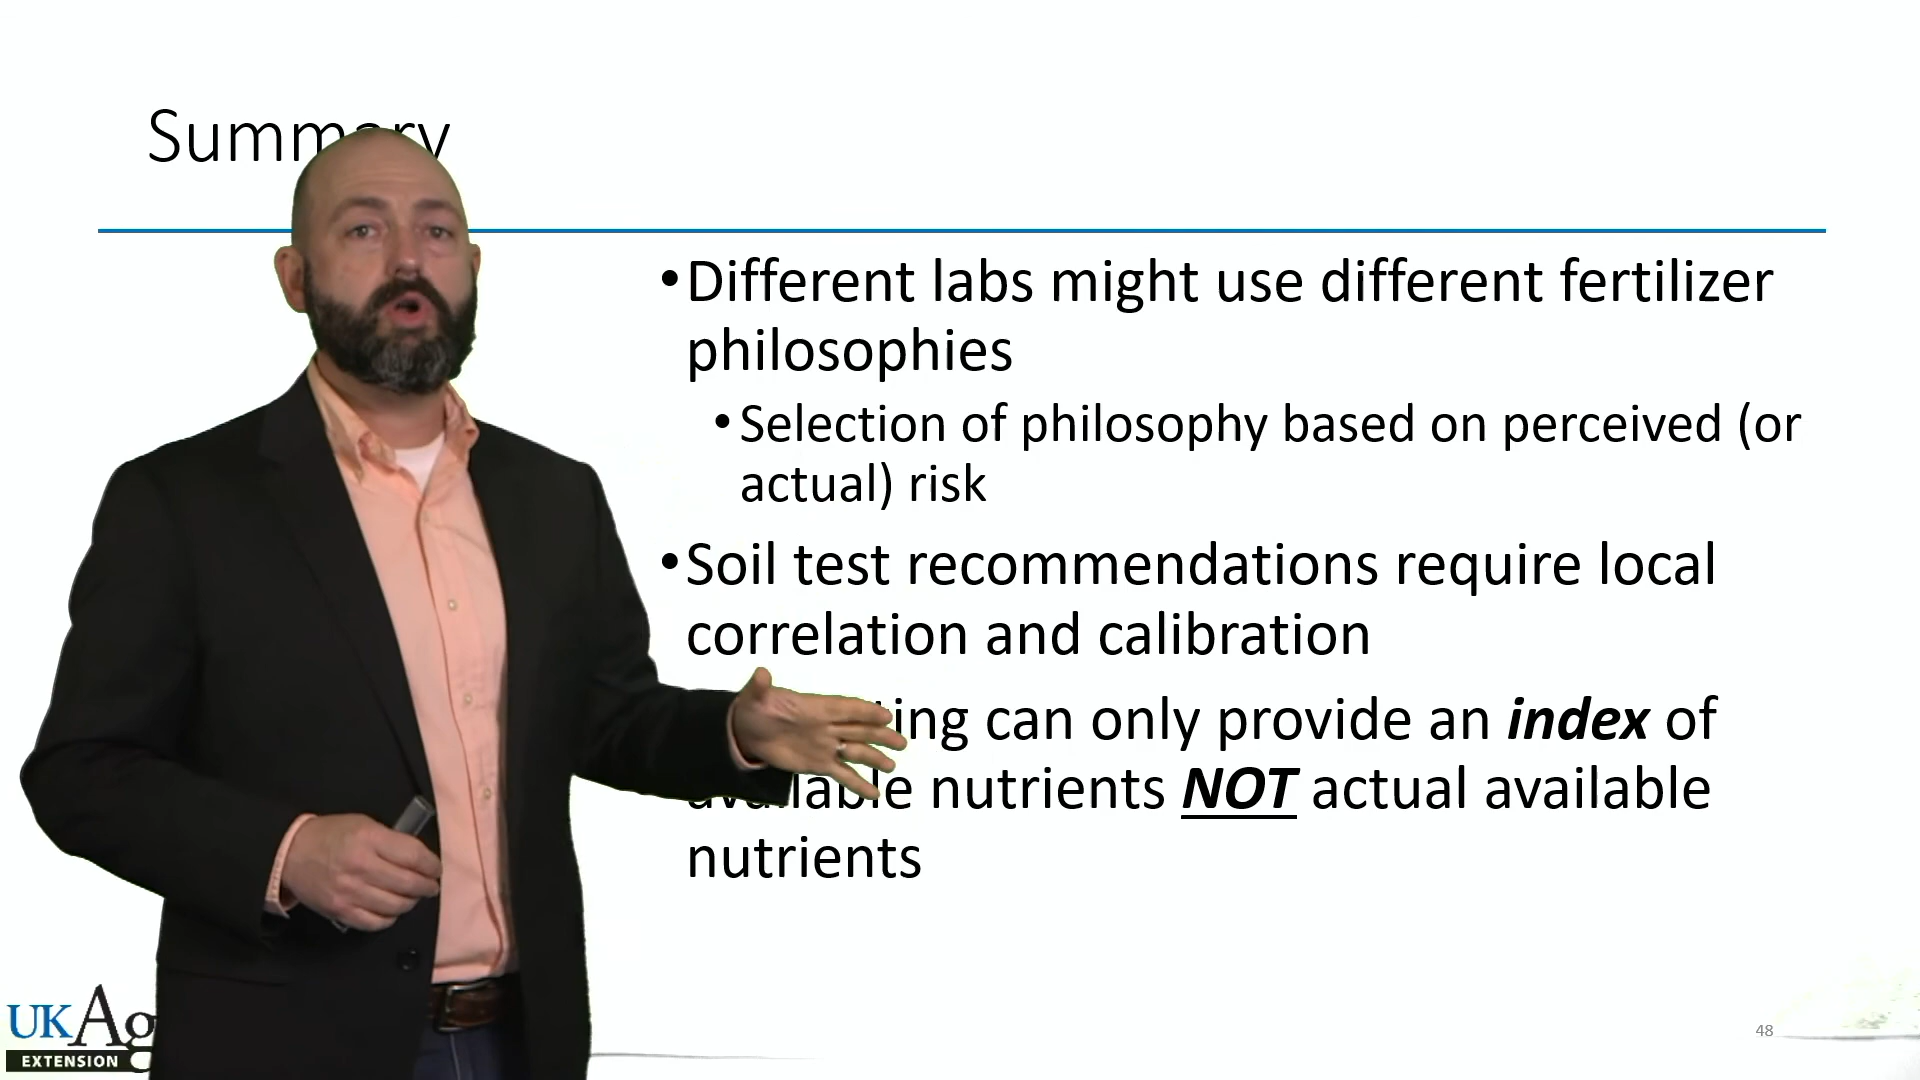 Summary
•Different labs might use different fertilizer
philosophies
•Selection of philosophy based on perceived (or
actual) risk
•Soil test recommendations require local
correlation and calibration
can only provide an index of
available nutrients NOT actual available
nutrients
UKAg
EXTENSION
48